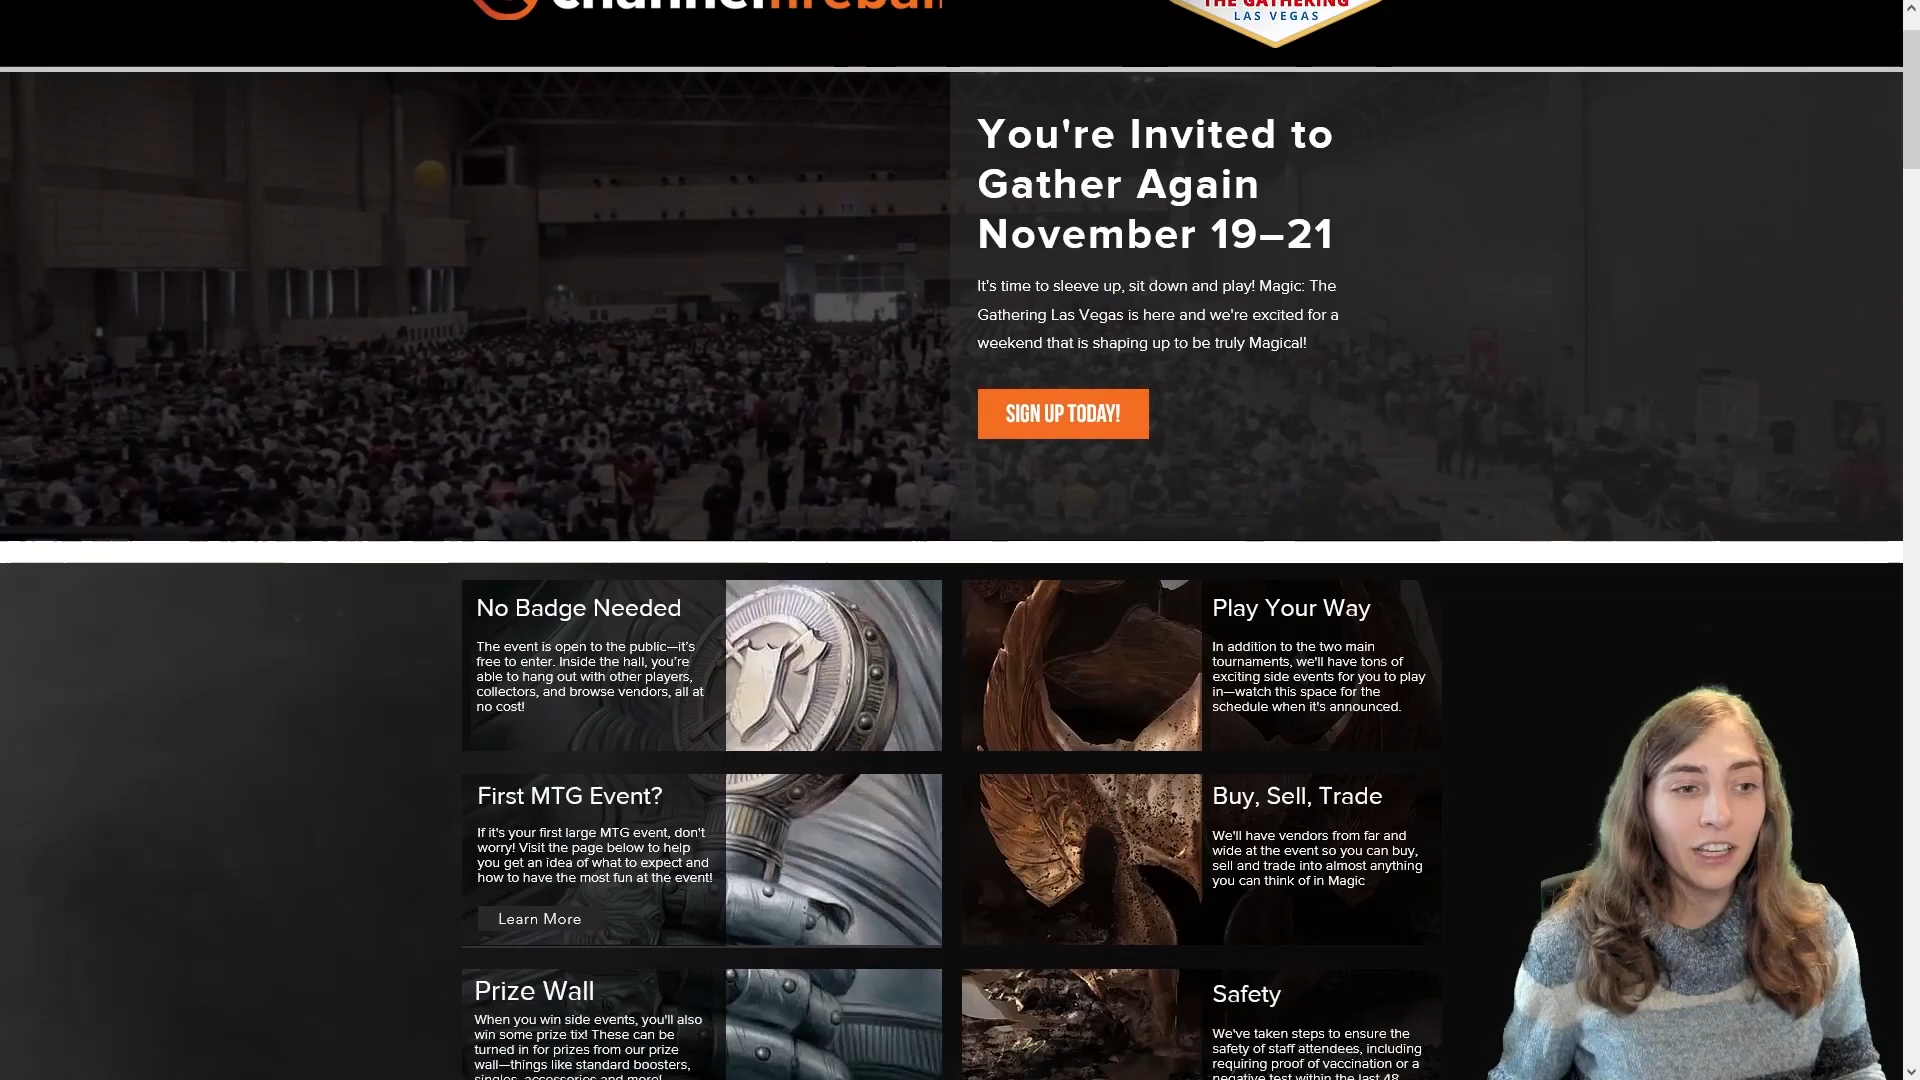 channelfireball
THE GATHERING
LAS VEGAS
You're Invited to
Gather Again
November 19–21
It's time to sleeve up, sit down and play! Magic: The
Gathering Las Vegas is here and we're excited for a
weekend that is shaping up to be truly Magical!
SIGN UP TODAY!
No Badge Needed
The event is open to the public—it's
free to enter. Inside the hall, you're
able to hang out with other players,
collectors, and browse vendors, all at
no cost!
Play Your Way
In addition to the two main
tournaments, we'll have tons of
exciting side events for you to play
in—watch this space for the
schedule when it's announced.
First MTG Event?
If it's your first large MTG event, don't
worry! Visit the page below to help
you get an idea of what to expect and
how to have the most fun at the event!
Learn More
Buy, Sell, Trade
We'll have vendors from far and
wide at the event so you can buy,
sell and trade into almost anything
you can think of in Magic
Prize Wall
When you win side events, you'll also
win some prize tix! These can be
turned in for prizes from our prize
wall—things like standard boosters,
singles, accessories and more!
Safety
We've taken steps to ensure the
safety of staff attendees, including
requiring proof of vaccination or a
negative test within the last 48